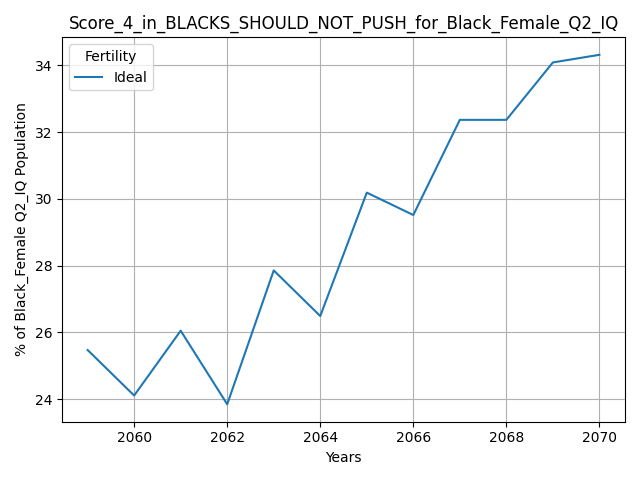 Score_4_in_BLACKS_SHOULD_NOT_PUSH_for_Black_Female_Q2_IQ
Fertility
Ideal
% of Black_Female Q2_IQ Population
34
32
30
28
26
24
2060 2062 2064 2066 2068 2070
Years